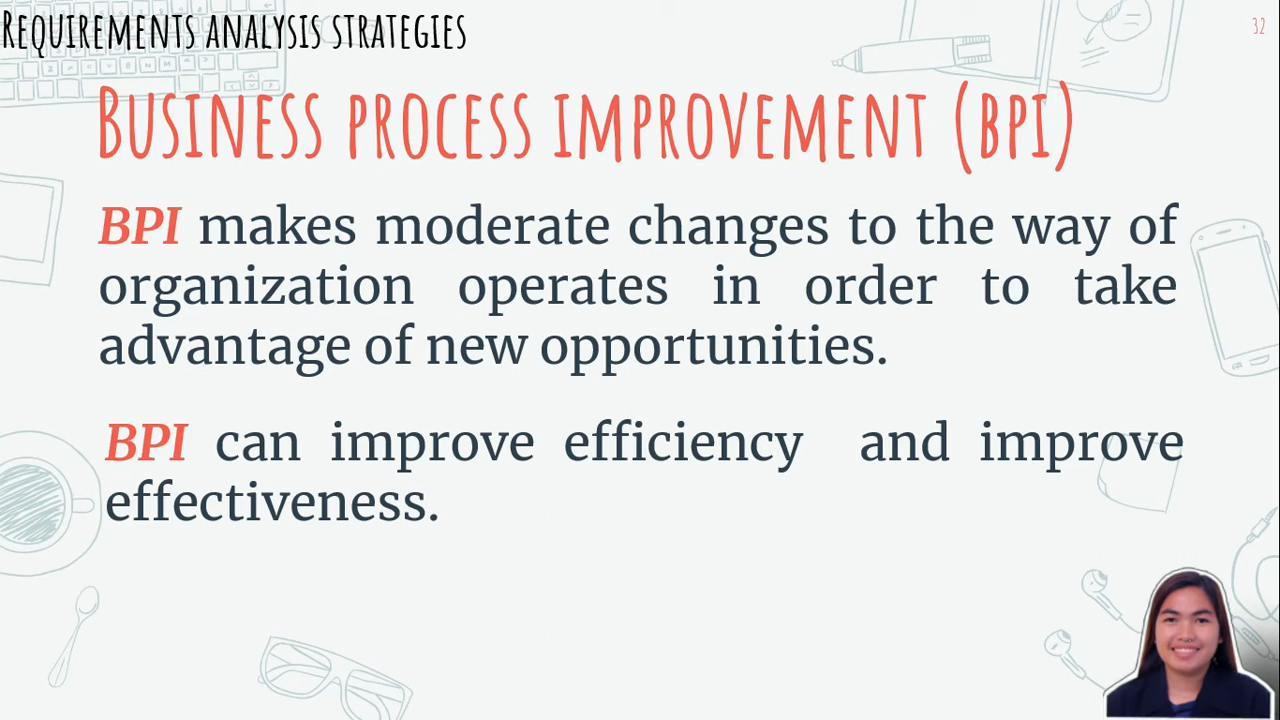 REQUIREMENTS ANALYSIS STRATEGIES
32
BUSINESS PROCESS IMPROVEMENT (BPI)
BPI makes moderate changes to the way of
organization operates in order to take
advantage of new opportunities.
BPI can improve efficiency and improve
effectiveness.